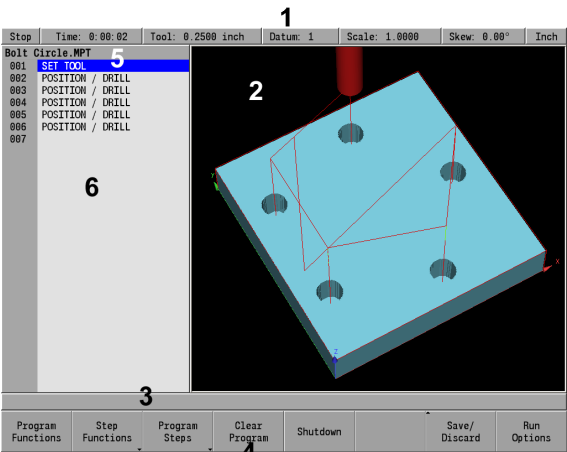 1
Stop Time: 0:00:02 Tool: 0.2500 inch Datum: 1 Scale: 1.0000 Skew: 0.00° Inch
Bolt Circle.MPT
001 SET TOOL 5
002 POSITION / DRILL
003 POSITION / DRILL
004 POSITION / DRILL
005 POSITION / DRILL
006 POSITION / DRILL
007
2
6
Y
X
Z
3
Program Functions
Step Functions
Program Steps
Clear Program
Shutdown
Save/ Discard
Run Options
4